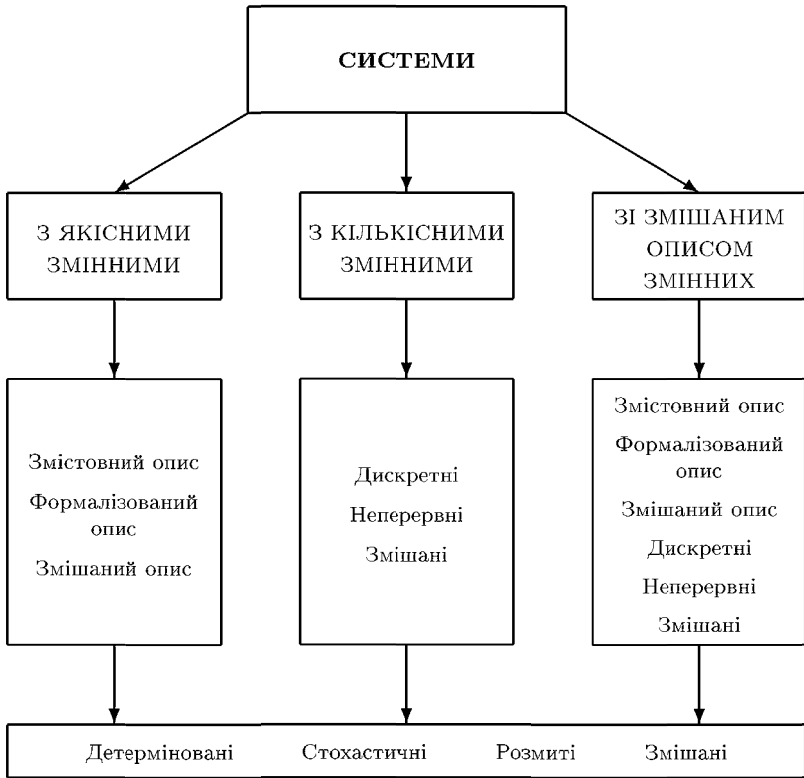 СИСТЕМИ
З ЯКІСНИМИ
ЗМІННИМИ
З КІЛЬКІСНИМИ
ЗМІННИМИ
ЗІ ЗМІШАНИМ
ОПИСОМ
ЗМІННИХ
Змістовний опис
Формалізований
опис
Змішаний опис
Дискретні
Неперервні
Змішані
Змістовний опис
Формалізований
опис
Змішаний опис
Дискретні
Неперервні
Змішані
Детерміновані Стохастичні Розмиті Змішані